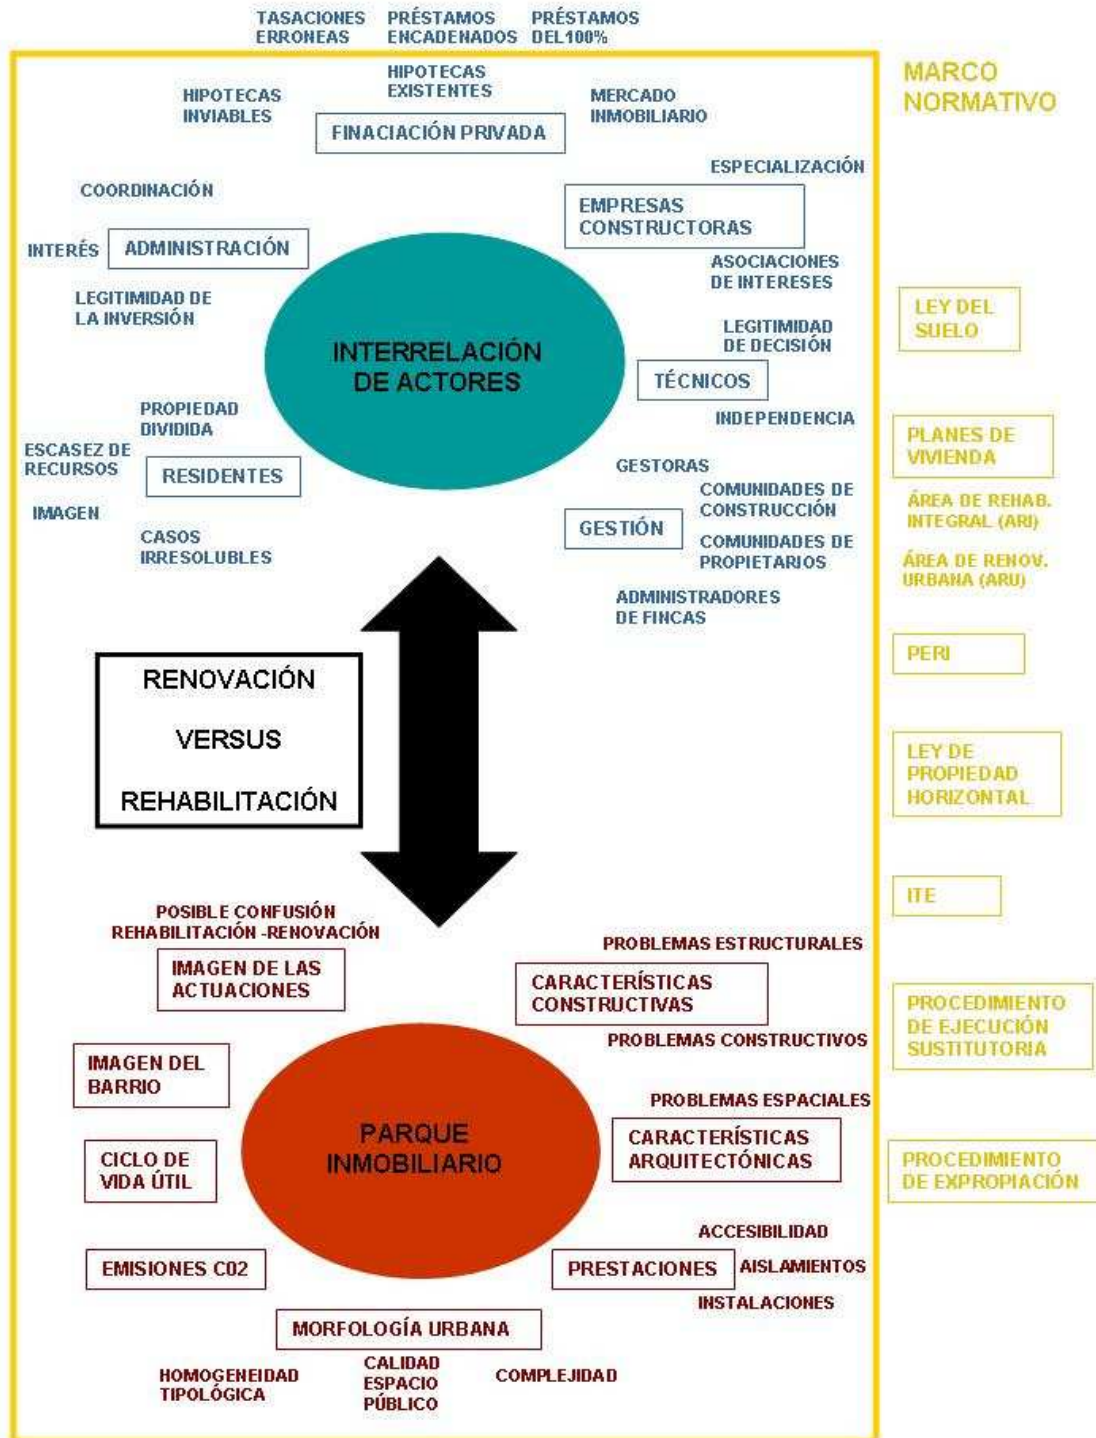 TASACIONES
ERRONEAS
PRÉSTAMOS
ENCADENADOS
PRÉSTAMOS
DEL100%
HIPOTECAS
INVIABLES
HIPOTECAS
EXISTENTES
MERCADO
INMOBILIARIO
FINACIACIÓN PRIVADA
ESPECIALIZACIÓN
EMPRESAS
CONSTRUCTORAS
ASOCIACIONES
DE INTERESES
COORDINACIÓN
INTERÉS
ADMINISTRACIÓN
LEGITIMIDAD DE
LA INVERSIÓN
INTERRELACIÓN
DE ACTORES
LEGITIMIDAD
DE DECISIÓN
TÉCNICOS
INDEPENDENCIA
PROPIEDAD
DIVIDIDA
ESCASEZ DE
RECURSOS
RESIDENTES
IMAGEN
CASOS
IRRESOLUBLES
GESTORAS
COMUNIDADES DE
CONSTRUCCIÓN
GESTIÓN
COMUNIDADES DE
PROPIETARIOS
ADMINISTRADORES
DE FINCAS
RENOVACIÓN
VERSUS
REHABILITACIÓN
POSIBLE CONFUSIÓN
REHABILITACIÓN -RENOVACIÓN
IMAGEN DE LAS
ACTUACIONES
PROBLEMAS ESTRUCTURALES
CARACTERÍSTICAS
CONSTRUCTIVAS
PROBLEMAS CONSTRUCTIVOS
IMAGEN DEL
BARRIO
PROBLEMAS ESPACIALES
CARACTERÍSTICAS
ARQUITECTÓNICAS
PARQUE
INMOBILIARIO
CICLO DE
VIDA ÚTIL
EMISIONES C02
ACCESIBILIDAD
PRESTACIONES
AISLAMIENTOS
INSTALACIONES
MORFOLOGÍA URBANA
HOMOGENEIDAD
TIPOLÓGICA
CALIDAD
ESPACIO
PÚBLICO
COMPLEJIDAD
MARCO
NORMATIVO
LEY DEL
SUELO
PLANES DE
VIVIENDA
ÁREA DE REHAB.
INTEGRAL (ARI)
ÁREA DE RENOV.
URBANA (ARU)
PERI
LEY DE
PROPIEDAD
HORIZONTAL
ITE
PROCEDIMIENTO
DE EJECUCIÓN
SUSTITUTORIA
PROCEDIMIENTO
DE EXPROPIACIÓN